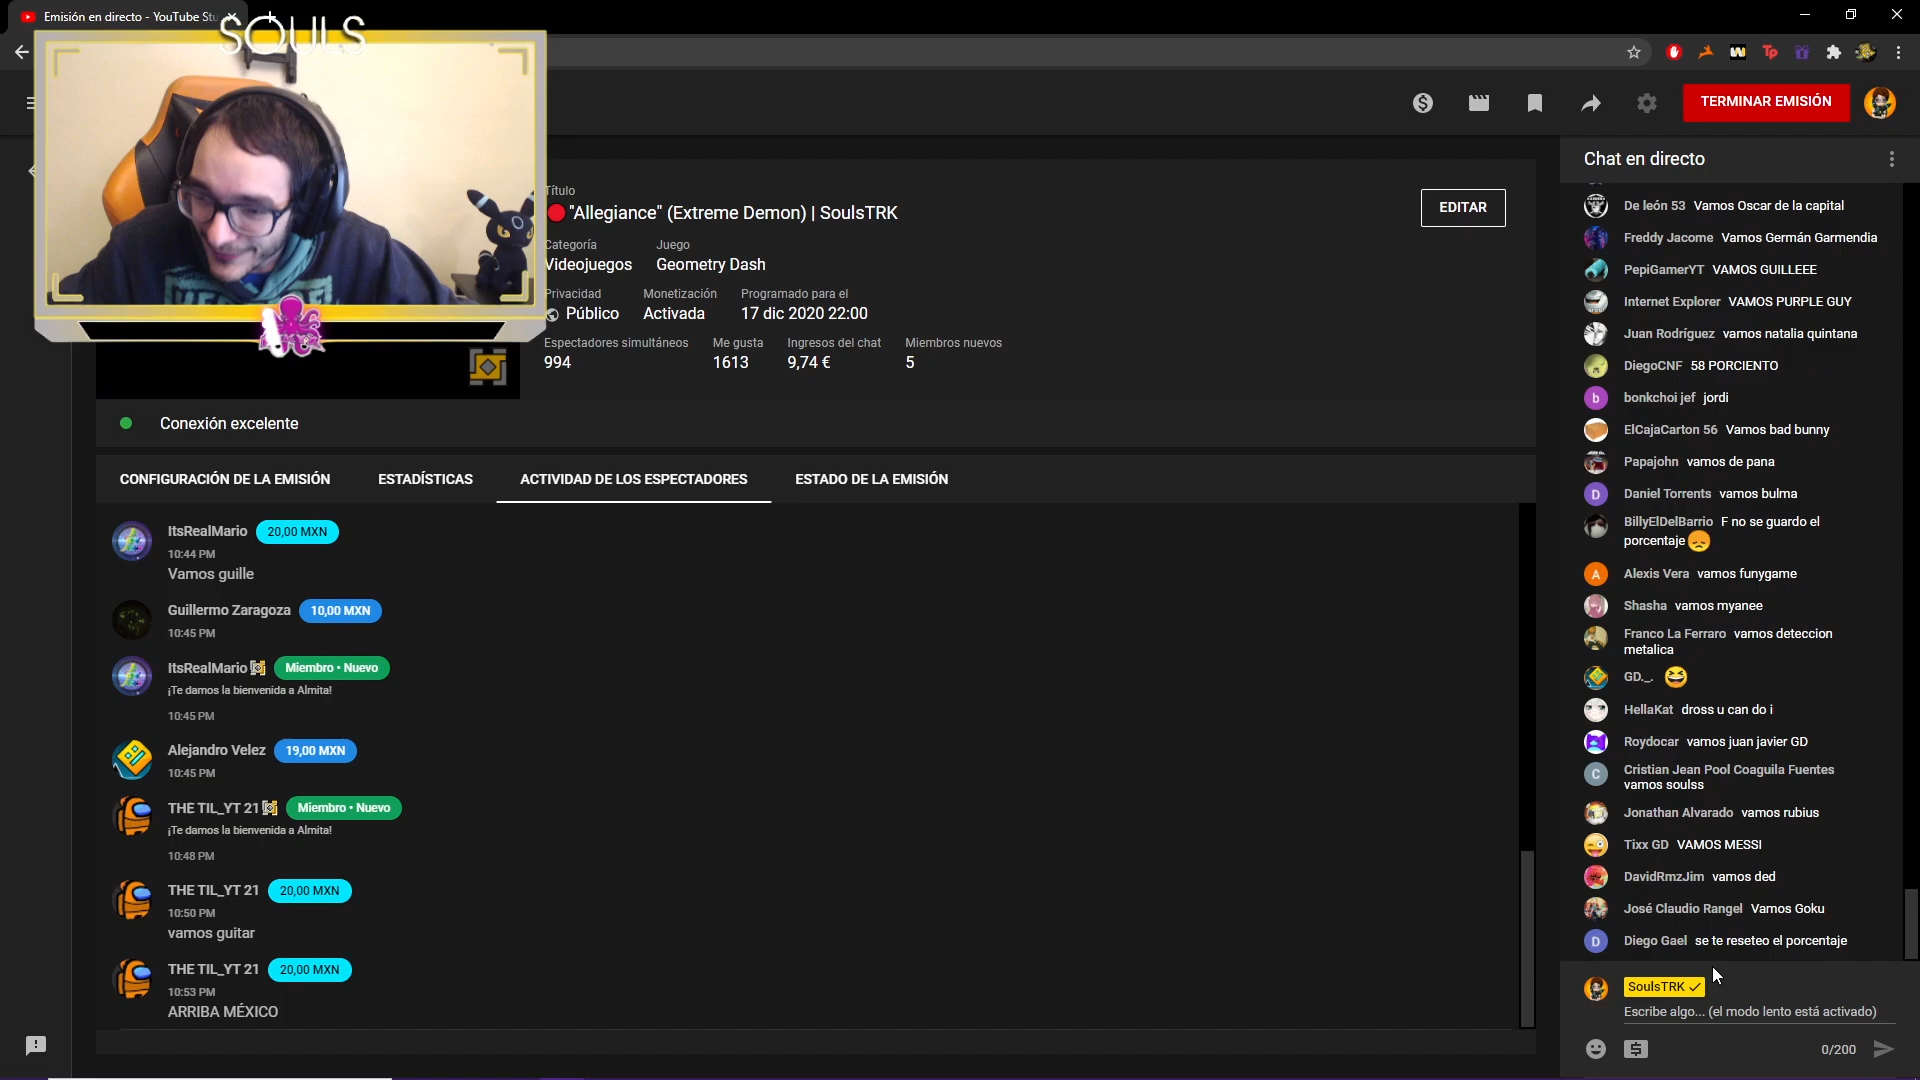 Emisión en directo - YouTube Stu
SOULS
TERMINAR EMISIÓN
Título
"Allegiance" (Extreme Demon) | SoulsTRK
EDITAR
Categoría Juego
Videojuegos Geometry Dash
Privacidad Monetización Programado para el
Público Activada 17 dic 2020 22:00
Espectadores simultáneos Me gusta Ingresos del chat Miembros nuevos
994 1613 9,74 € 5
Conexión excelente
CONFIGURACIÓN DE LA EMISIÓN ESTADÍSTICAS ACTIVIDAD DE LOS ESPECTADORES ESTADO DE LA EMISIÓN
ItsRealMario 20,00 MXN
10:44 PM
Vamos guille
Guillermo Zaragoza 10,00 MXN
10:45 PM
ItsRealMario Miembro • Nuevo
¡Te damos la bienvenida a Almita!
10:45 PM
Alejandro Velez 19,00 MXN
10:45 PM
THE TIL_YT 21 Miembro • Nuevo
¡Te damos la bienvenida a Almita!
10:48 PM
THE TIL_YT 21 20,00 MXN
10:50 PM
vamos guitar
THE TIL_YT 21 20,00 MXN
10:53 PM
ARRIBA MÉXICO
Chat en directo
De león 53 Vamos Oscar de la capital
Freddy Jacome Vamos Germán Garmendia
PepiGamerYT VAMOS GUILLEEE
Internet Explorer VAMOS PURPLE GUY
Juan Rodríguez vamos natalia quintana
DiegoCNF 58 PORCIENTO
b bonkchoi jef jordi
ElCajaCarton 56 Vamos bad bunny
Papajohn vamos de pana
D Daniel Torrents vamos bulma
BillyElDelBarrio F no se guardo el
porcentaje 😞
A Alexis Vera vamos funygame
Shasha vamos myanee
Franco La Ferraro vamos deteccion
metalica
GD._. 😆
HellaKat dross u can do i
Roydocar vamos juan javier GD
C Cristian Jean Pool Coaguila Fuentes
vamos soulss
Jonathan Alvarado vamos rubius
Tixx GD VAMOS MESSI
DavidRmzJim vamos ded
José Claudio Rangel Vamos Goku
D Diego Gael se te reseteo el porcentaje
SoulsTRK
Escribe algo... (el modo lento está activado)
0/200